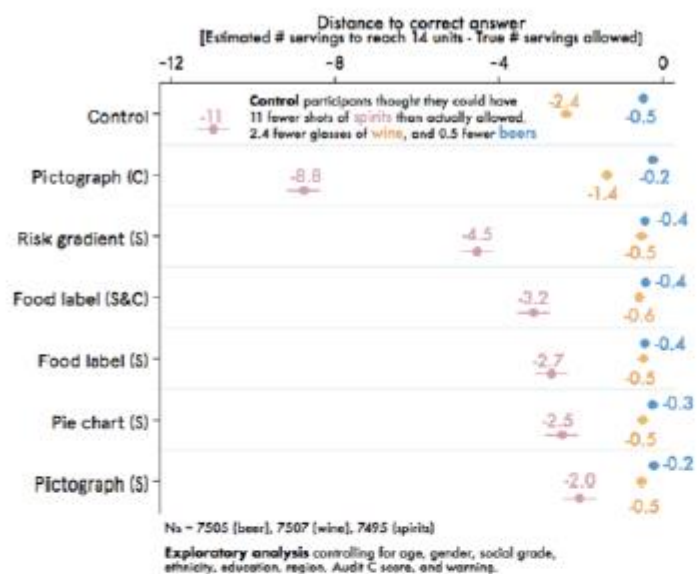 Distance to correct answer
[Estimated # servings to reach 14 units - True # servings allowed]
-12 -8 -4 0
Control
-11
Control participants thought they could have
11 fewer shots of spirits than actually allowed,
2.4 fewer glasses of wine, and 0.5 fewer beers
-2.4
-0.5
Pictograph (C)
-8.8
-1.4
-0.2
Risk gradient (S)
-4.5
-0.5
-0.4
Food label (S&C)
-3.2
-0.6
-0.4
Food label (S)
-2.7
-0.5
-0.4
Pie chart (S)
-2.5
-0.5
-0.3
Pictograph (S)
-2.0
-0.5
-0.2
Ns = 7505 [beer], 7507 [wine], 7495 [spirits]
Exploratory analysis controlling for age, gender, social grade,
ethnicity, education, region, Audit C score, and warning.